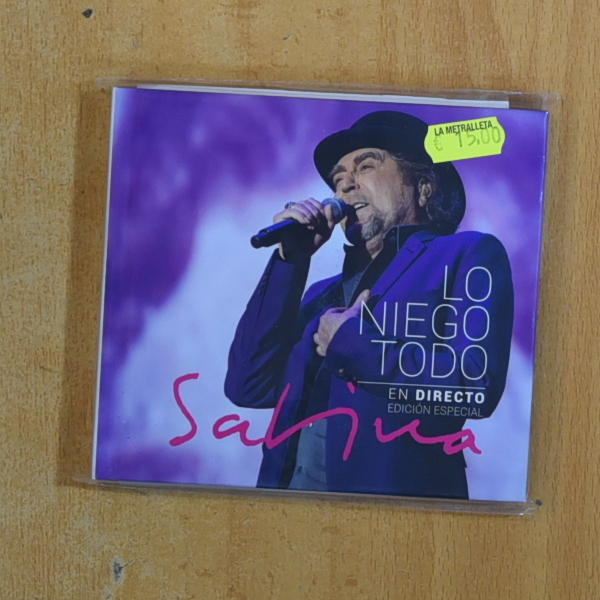 LA METRALLETA
€ 15,00
LO
NIEGO
TODO
EN DIRECTO
EDICIÓN ESPECIAL
Sabina